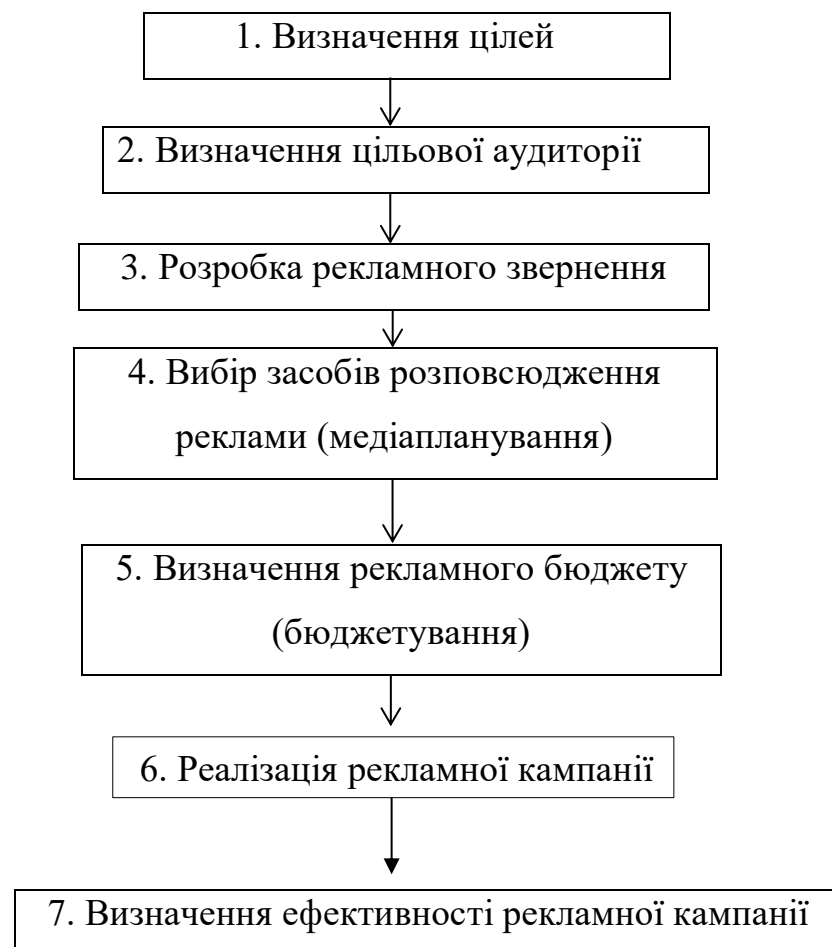 1. Визначення цілей
2. Визначення цільової аудиторії
3. Розробка рекламного звернення
4. Вибір засобів розповсюдження
реклами (медіапланування)
5. Визначення рекламного бюджету
(бюджетування)
6. Реалізація рекламної кампанії
7. Визначення ефективності рекламної кампанії